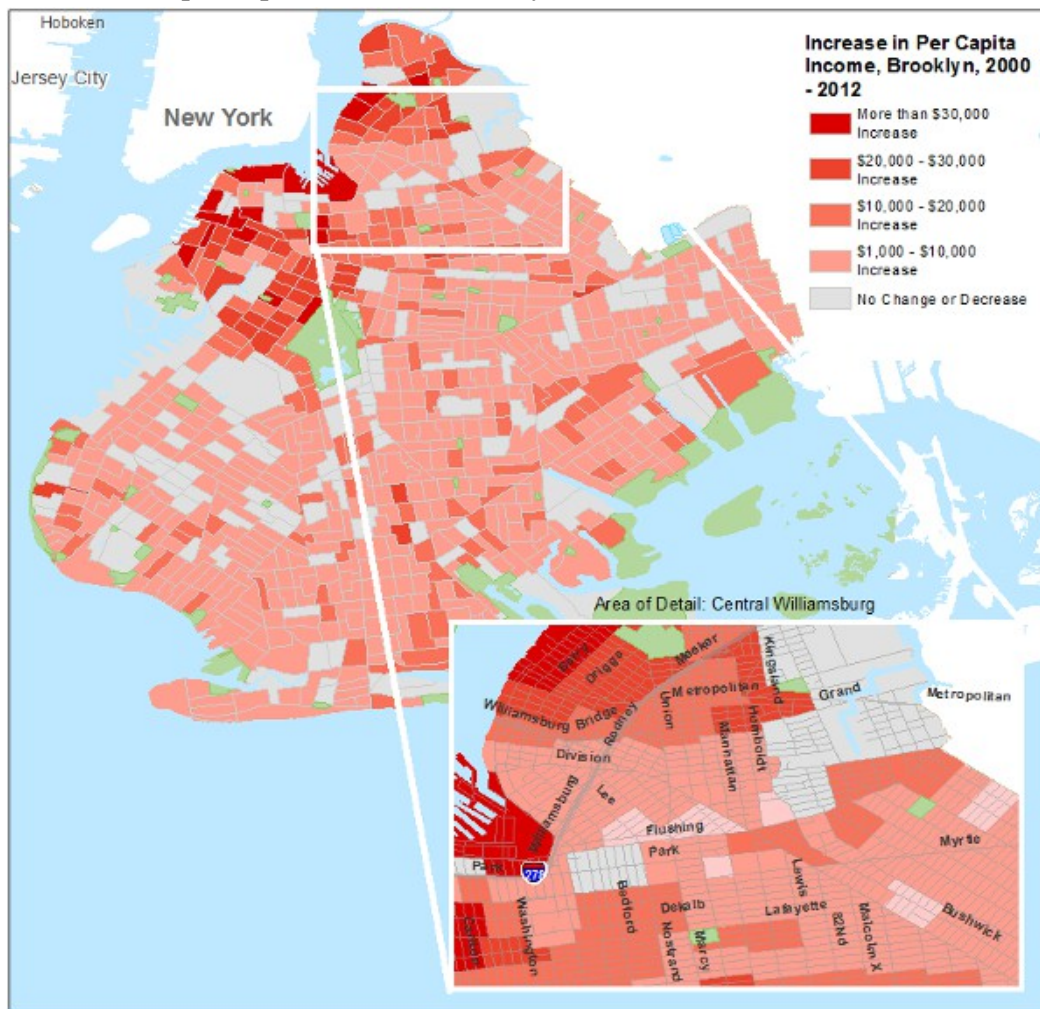 Hoboken
Jersey City
New York
Increase in Per Capita
Income, Brooklyn, 2000
- 2012
More than $30,000
Increase
$20,000 - $30,000
Increase
$10,000 - $20,000
Increase
$1,000 - $10,000
Increase
No Change or Decrease
Area of Detail: Central Williamsburg
Berry
Driggs
Meeker
Kingsland
Metropolitan
Grand
Metropolitan
Williamsburg Bridge
Rodney
Union
Manhattan
Humboldt
Division
Lee
Williamsburg
Flushing
Park
Park
278
Myrtle
Bedford
Dekalb
Lewis
Lafayette
Bushwick
Washington
Nostrand
Marcy
82Nd
Malcolm X